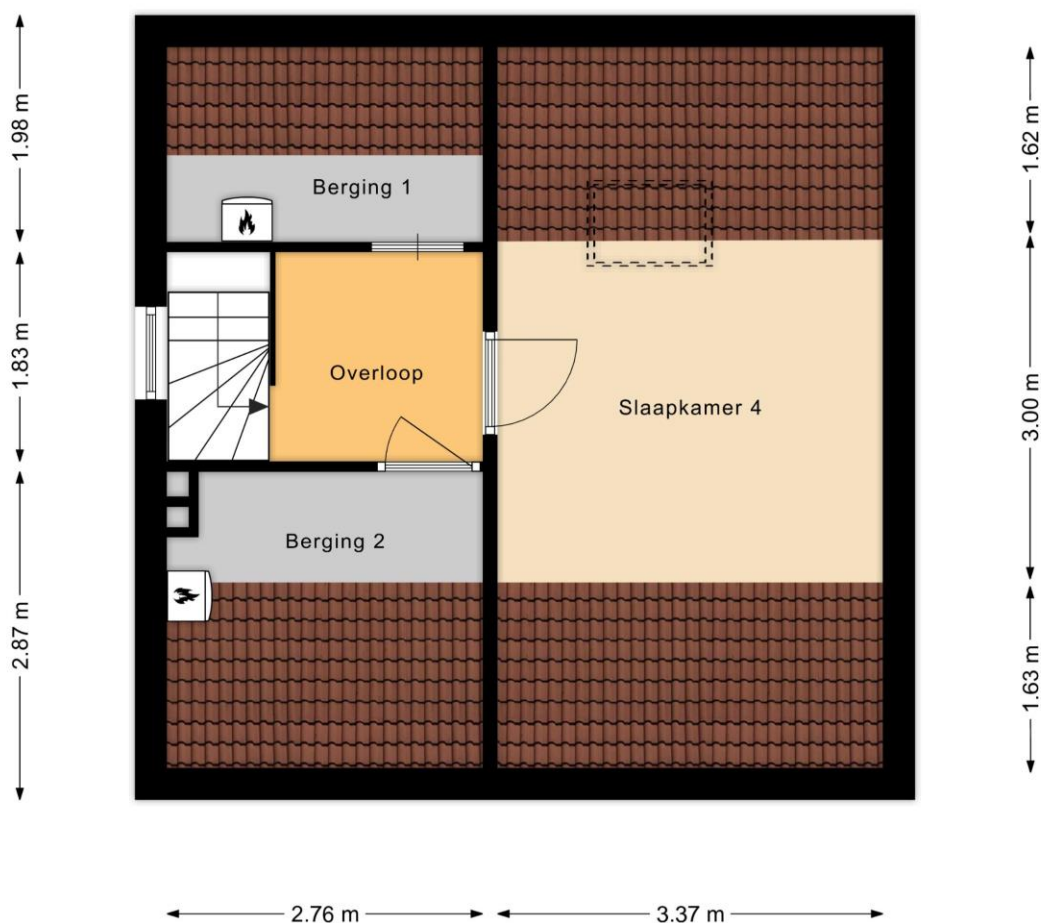 1.98 m
1.62 m
Berging 1
1.83 m
Overloop
3.00 m
Slaapkamer 4
Berging 2
2.87 m
1.63 m
2.76 m
3.37 m